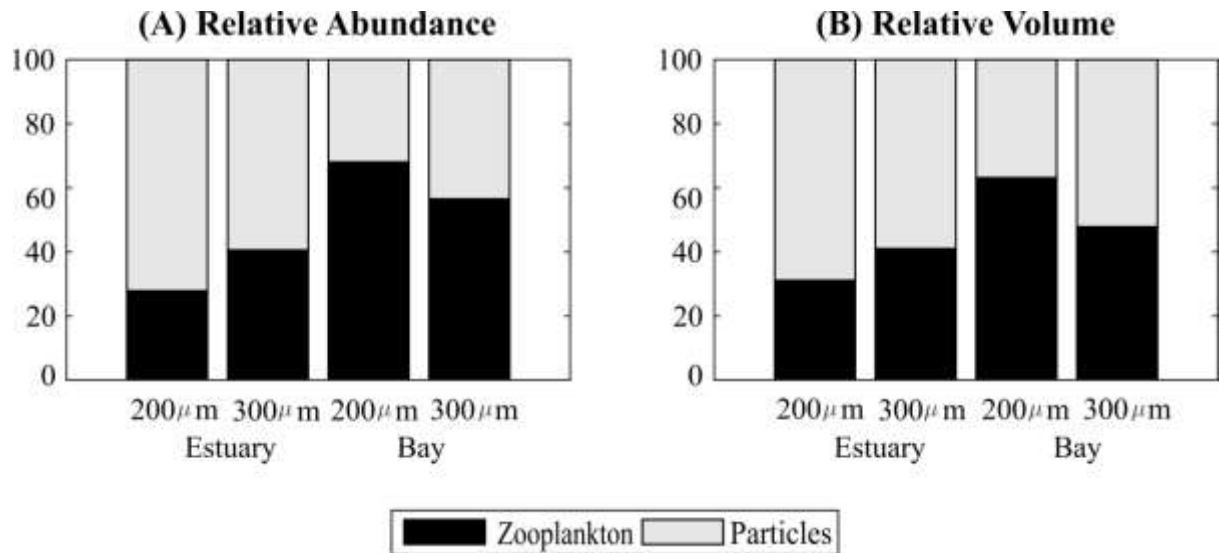 (A) Relative Abundance
100
80
60
40
20
0
200μm 300μm 200μm 300μm
Estuary Bay
(B) Relative Volume
100
80
60
40
20
0
200μm 300μm 200μm 300μm
Estuary Bay
Zooplankton Particles